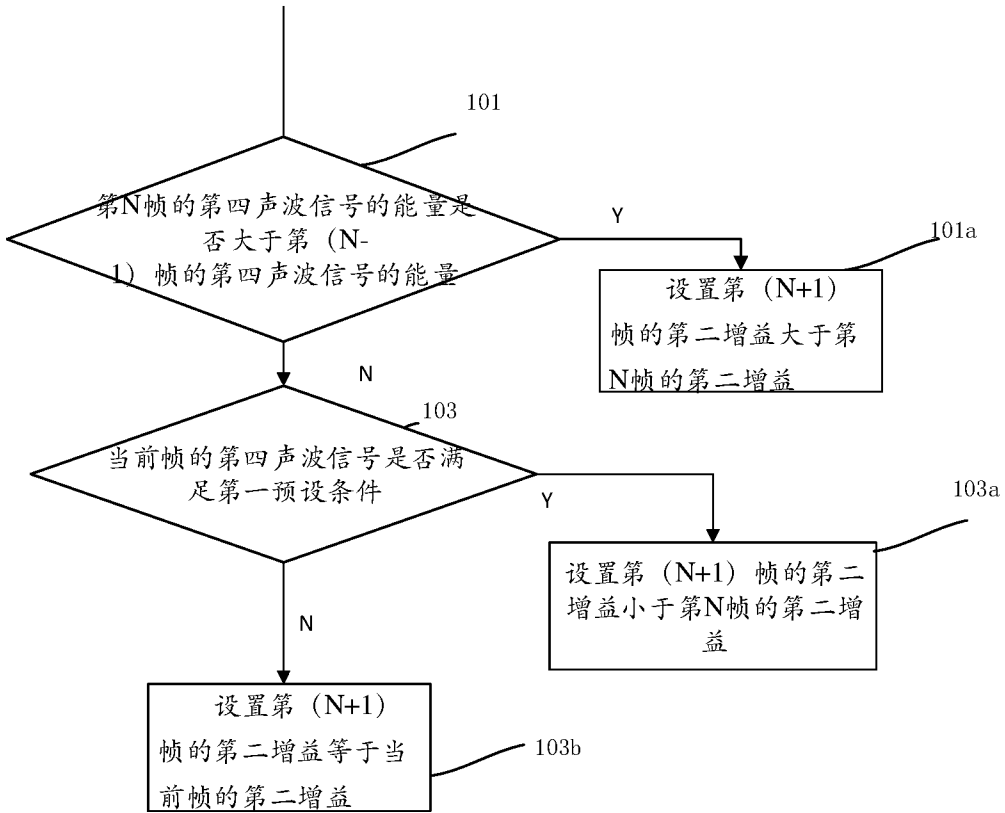 101
第N帧的第四声波信号的能量是
否大于第（N-
1）帧的第四声波信号的能量
Y
101a
设置第（N+1）
帧的第二增益大于第
N帧的第二增益
N
103
当前帧的第四声波信号是否满
足第一预设条件
Y
103a
设置第（N+1）帧的第二
增益小于第N帧的第二增
益
N
设置第（N+1）
帧的第二增益等于当
前帧的第二增益
103b